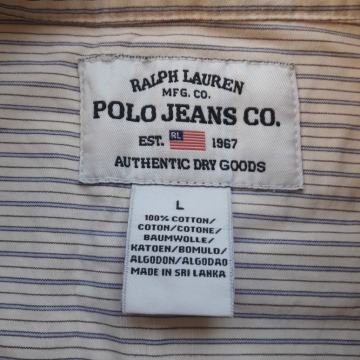 RALPH LAUREN
MFG. CO.
POLO JEANS CO.
EST. RL 1967
AUTHENTIC DRY GOODS
L
100% COTTON/
COTON/COTONE/
BAUMWOLLE/
KATOEN/BOMULD/
ALGODON/ALGODAO
MADE IN SRI LANKA